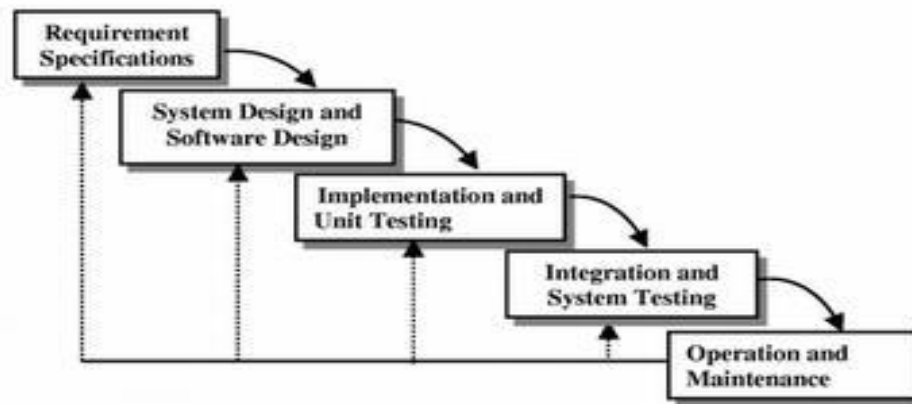 Requirement
Specifications
System Design and
Software Design
Implementation and
Unit Testing
Integration and
System Testing
Operation and
Maintenance